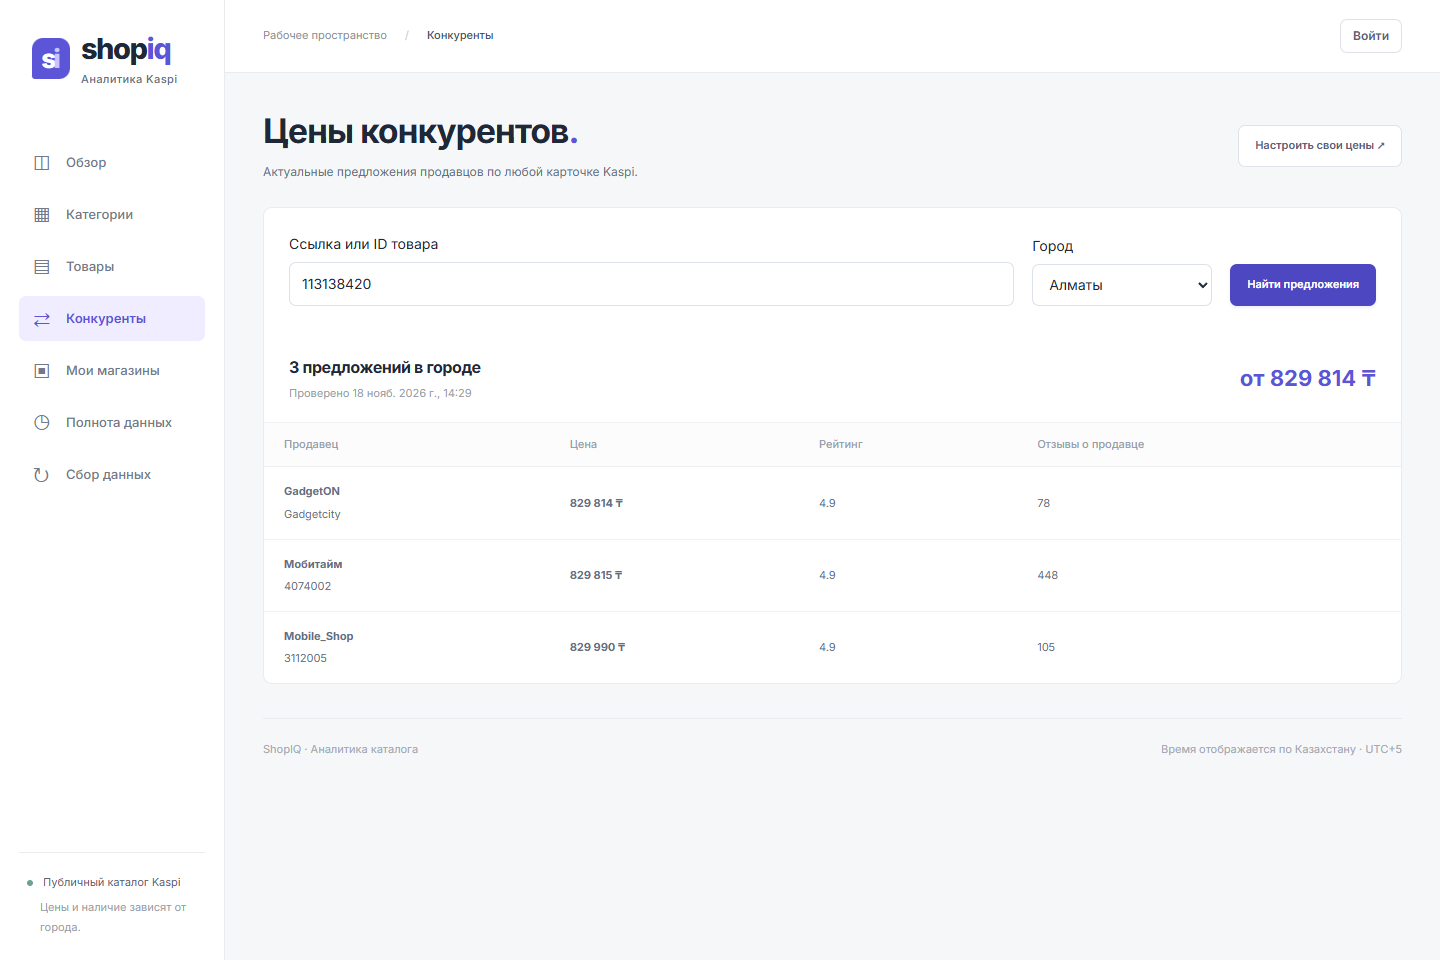 si shopiq
Аналитика Kaspi
Обзор
Категории
Товары
Конкуренты
Мои магазины
Полнота данных
Сбор данных
Публичный каталог Kaspi
Цены и наличие зависят от
города.
Рабочее пространство / Конкуренты
Войти
Цены конкурентов.
Актуальные предложения продавцов по любой карточке Kaspi.
Настроить свои цены ↗
Ссылка или ID товара
Город
113138420
Алматы
Найти предложения
3 предложений в городе
Проверено 18 нояб. 2026 г., 14:29
от 829 814 ₸
Продавец Цена Рейтинг Отзывы о продавце
GadgetON
Gadgetcity
829 814 ₸ 4.9 78
Мобитайм
4074002
829 815 ₸ 4.9 448
Mobile_Shop
3112005
829 990 ₸ 4.9 105
ShopIQ · Аналитика каталога
Время отображается по Казахстану · UTC+5